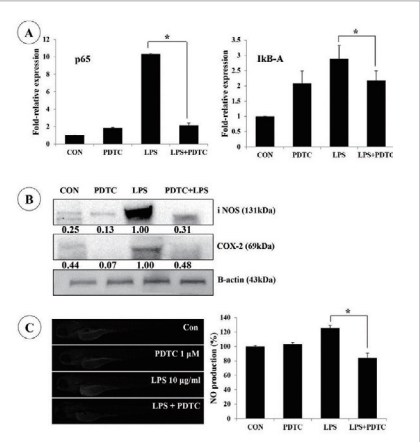 A
p65
Fold-relative expression
12
10
8
6
4
2
0
CON PDTC LPS LPS+PDTC
*
IkB-A
Fold-relative expression
3.5
3
2.5
2
1.5
1
0.5
0
CON PDTC LPS LPS+PDTC
*
B
CON PDTC LPS PDTC+LPS
i NOS (131kDa)
0.25 0.13 1.00 0.31
COX-2 (69kDa)
0.44 0.07 1.00 0.48
B-actin (43kDa)
C
Con
PDTC 1 μM
LPS 10 μg/ml
LPS + PDTC
NO production (%)
140
120
100
80
60
40
20
0
CON PDTC LPS LPS+PDTC
*